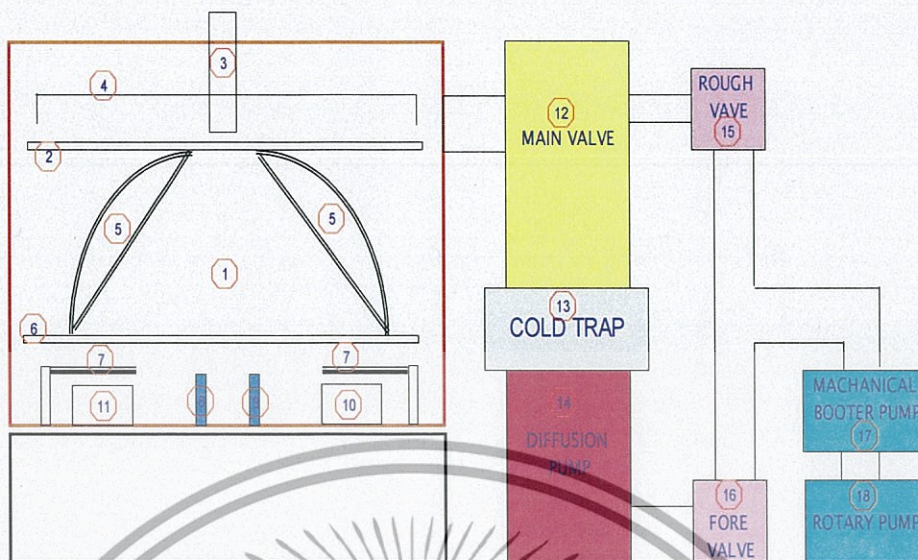 3
4
2
5
5
1
6
7
7
11
10
12
MAIN VALVE
13
COLD TRAP
14
DIFFUSION
PUMP
ROUGH
VAVE
15
16
FORE
VALVE
MACHANICAL
BOOTER PUMP
17
18
ROTARY PUMP